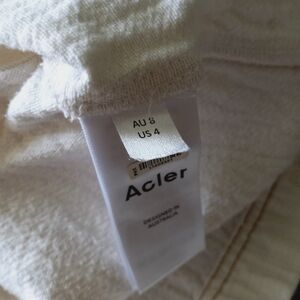 AU 8
US 4
Acler
DESIGNED IN
AUSTRALIA